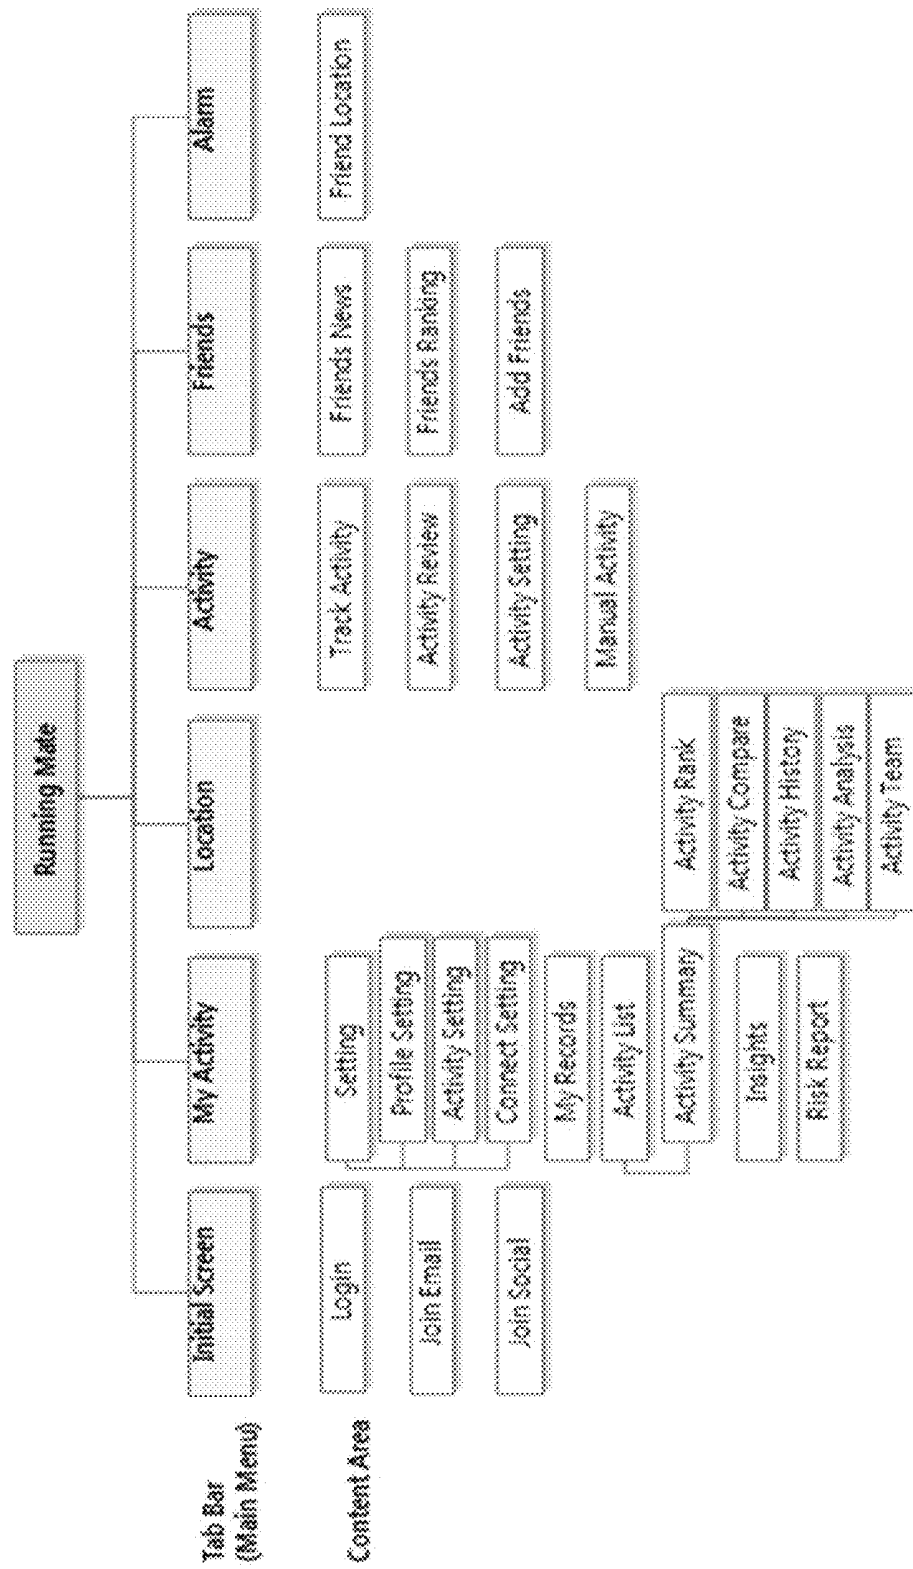 Running Mate
Tab Bar
(Main Menu)
Initial Screen
My Activity
Location
Activity
Friends
Alarm
Content Area
Login
Join Email
Join Social
Setting
Profile Setting
Activity Setting
Connect Setting
My Records
Activity List
Activity Summary
Activity Rank
Activity Compare
Activity History
Activity Analysis
Activity Team
Insights
Risk Report
Track Activity
Activity Review
Activity Setting
Manual Activity
Friends News
Friends Ranking
Add Friends
Friend Location